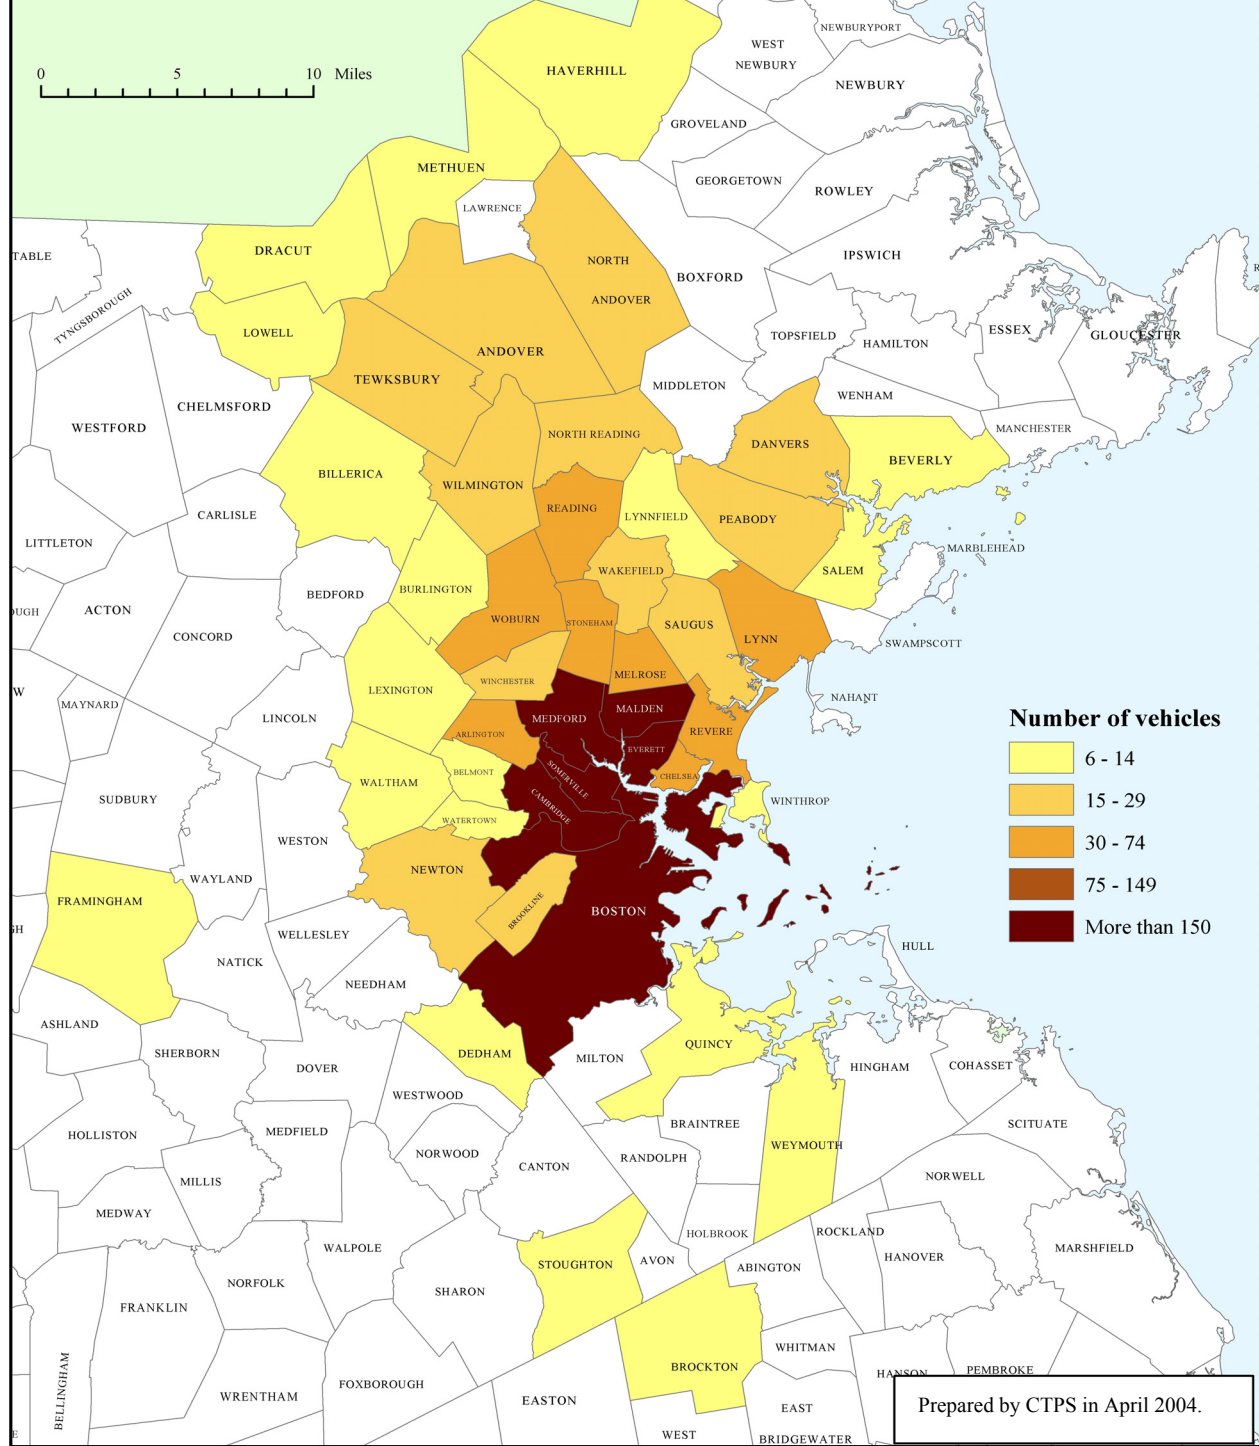 0 5 10 Miles
HAVERHILL
WEST
NEWBURY
NEWBURYPORT
NEWBURY
GROVELAND
METHUEN
GEORGETOWN
ROWLEY
LAWRENCE
DRACUT
NORTH
ANDOVER
BOXFORD
IPSWICH
TABLE
TYNGSBOROUGH
LOWELL
TOPSFIELD
HAMILTON
ESSEX
GLOUCESTER
R
ANDOVER
TEWKSBURY
MIDDLETON
WENHAM
CHELMSFORD
WESTFORD
MANCHESTER
NORTH READING
DANVERS
BEVERLY
BILLERICA
WILMINGTON
READING
LYNNFIELD
PEABODY
CARLISLE
LITTLETON
MARBLEHEAD
WAKEFIELD
SALEM
BEDFORD
BURLINGTON
OUGH
ACTON
CONCORD
WOBURN
STONEHAM
SAUGUS
LYNN
SWAMPSCOTT
WINCHESTER
MELROSE
LEXINGTON
W
MAYNARD
LINCOLN
NAHANT
MEDFORD
MALDEN
ARLINGTON
EVERETT
REVERE
Number of vehicles
6 - 14
15 - 29
30 - 74
75 - 149
More than 150
BELMONT
SOMERVILLE
CHELSEA
WALTHAM
SUDBURY
CAMBRIDGE
WINTHROP
WATERTOWN
WESTON
NEWTON
WAYLAND
FRAMINGHAM
BROOKLINE
BOSTON
GH
WELLESLEY
NATICK
HULL
NEEDHAM
ASHLAND
SHERBORN
DEDHAM
MILTON
QUINCY
DOVER
HINGHAM
COHASSET
WESTWOOD
HOLLISTON
MEDFIELD
BRAINTREE
SCITUATE
WEYMOUTH
NORWOOD
RANDOLPH
CANTON
MILLIS
NORWELL
MEDWAY
HOLBROOK
ROCKLAND
WALPOLE
AVON
STOUGHTON
ABINGTON
HANOVER
MARSHFIELD
NORFOLK
SHARON
FRANKLIN
WHITMAN
BROCKTON
HANSON
PEMBROKE
BELLINGHAM
WRENTHAM
FOXBOROUGH
EASTON
EAST
BRIDGEWATER
WEST
E
Prepared by CTPS in April 2004.